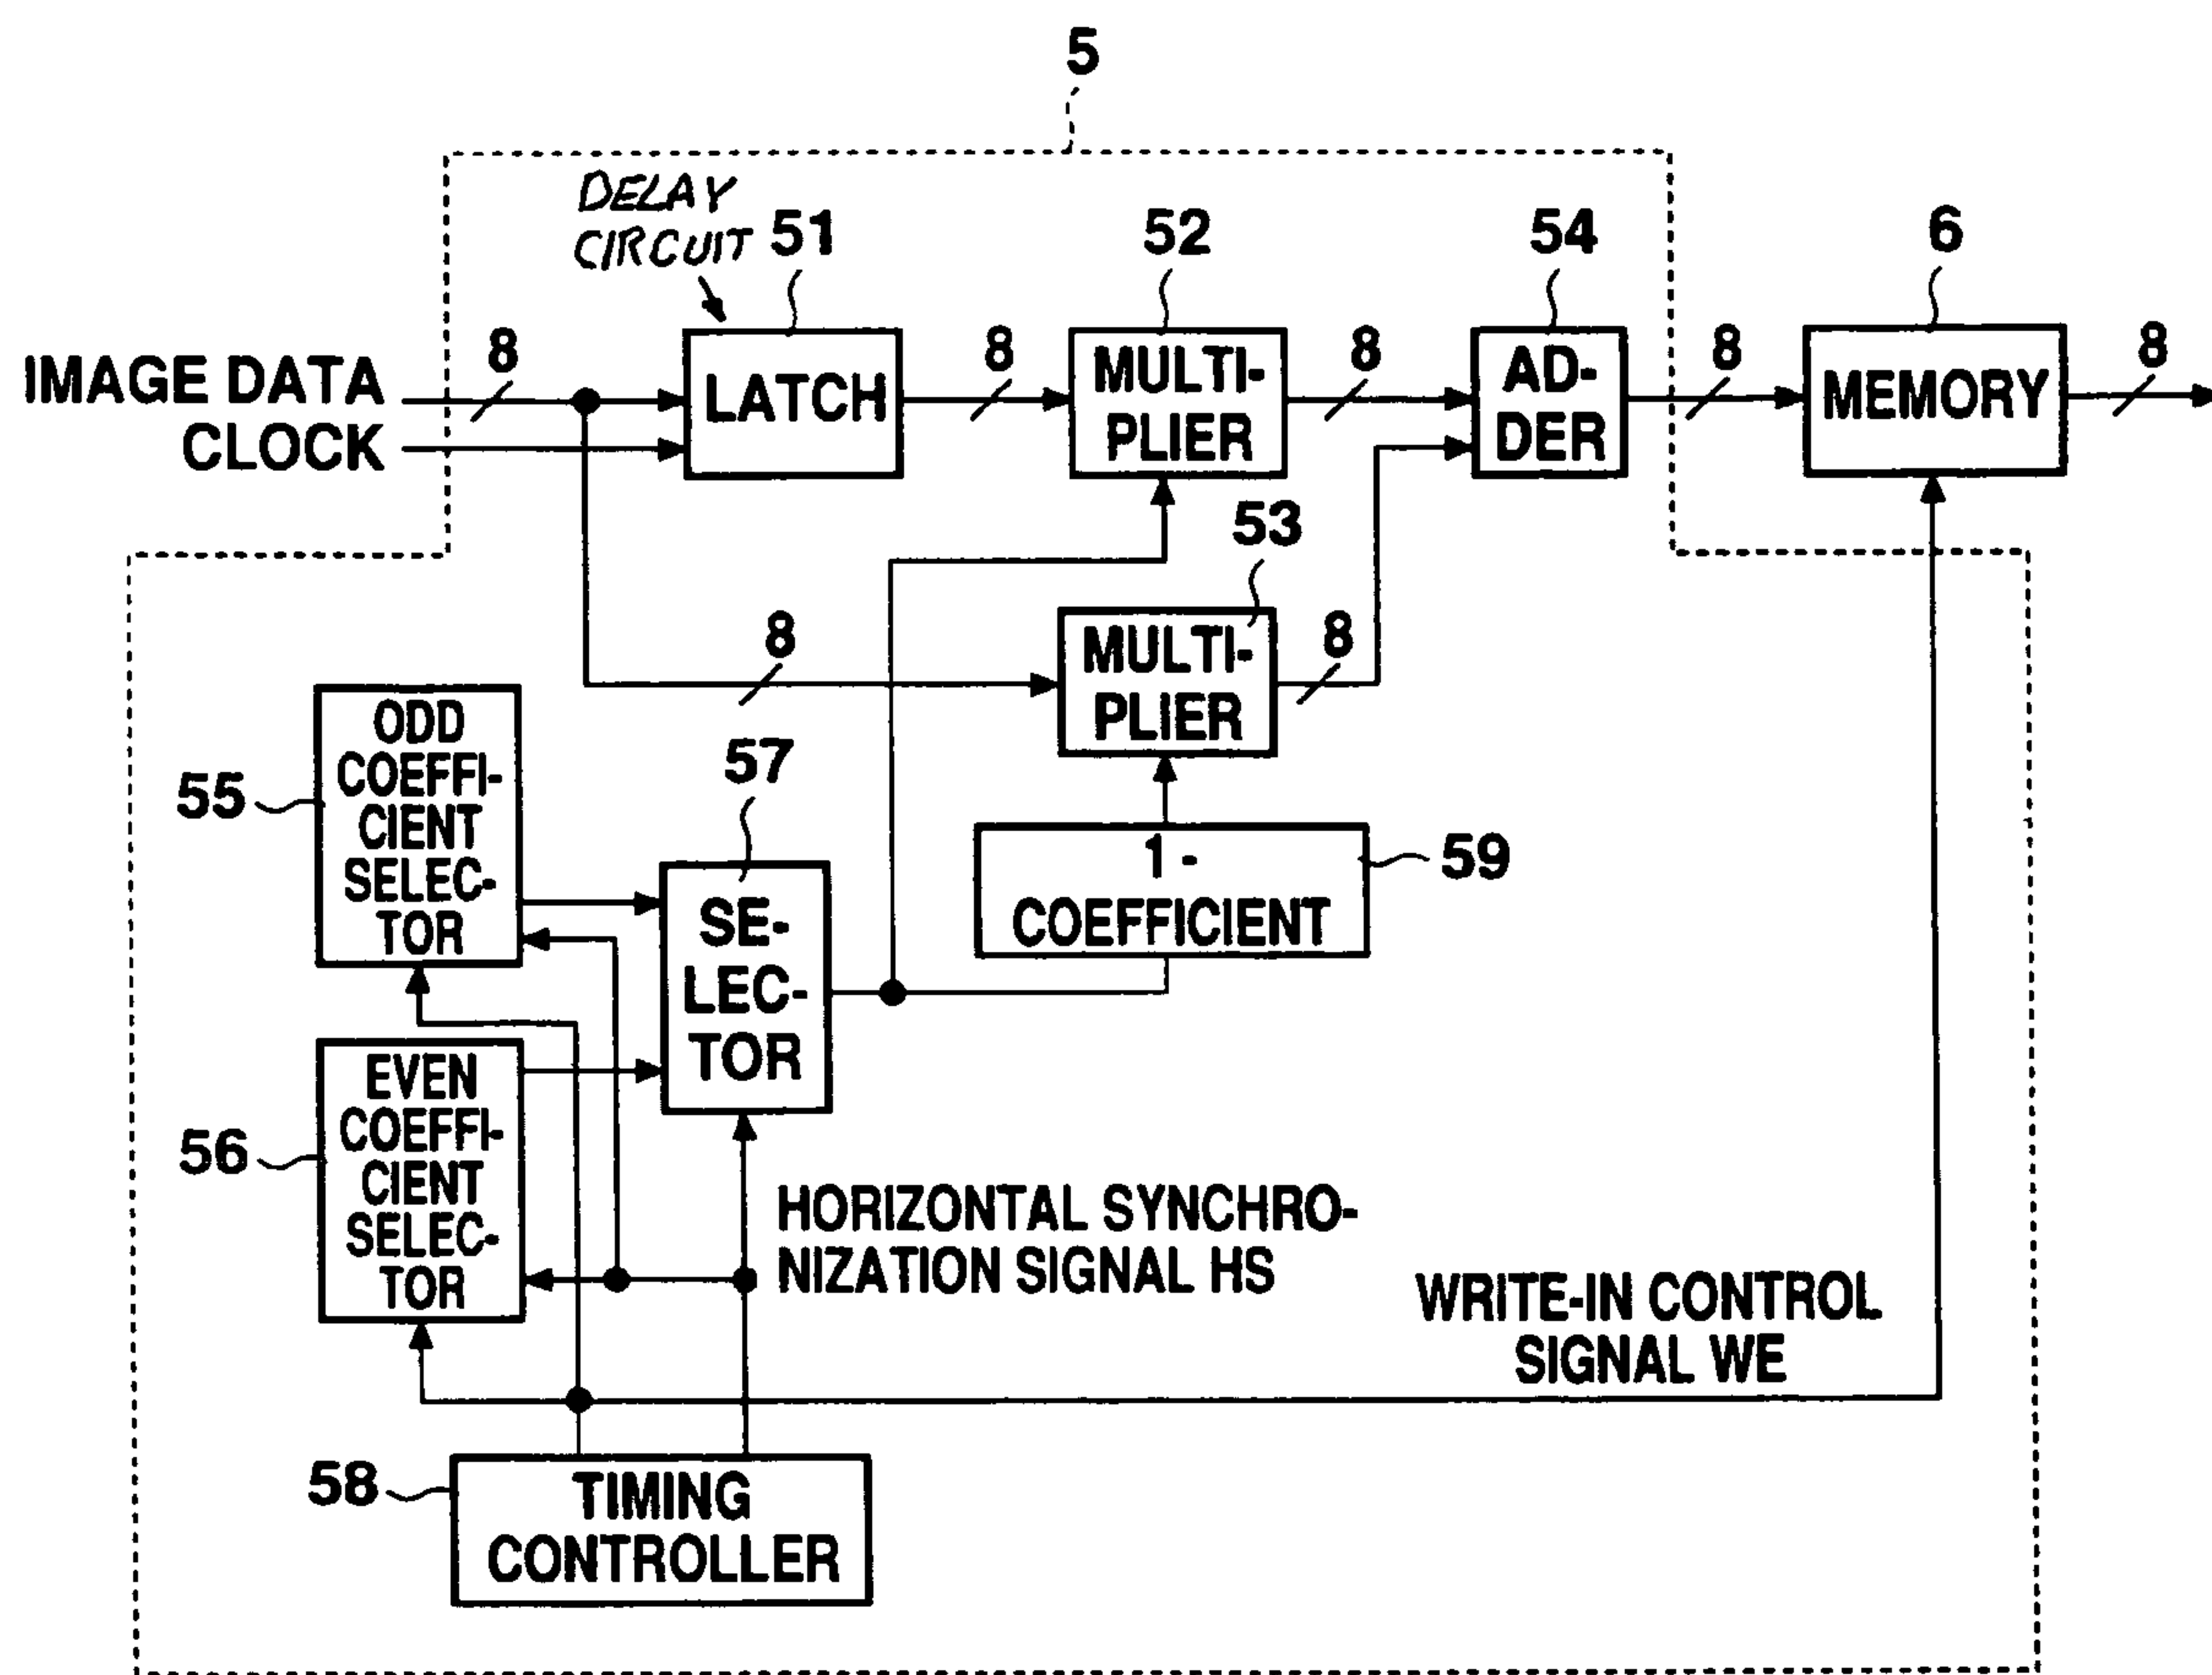 5
DELAY
CIRCUIT
51
52
54
6
IMAGE DATA
CLOCK
8
LATCH
8
MULTI-
PLIER
8
AD-
DER
8
MEMORY
8
53
8
MULTI-
PLIER
8
55
ODD
COEFFI-
CIENT
SELEC-
TOR
57
SE-
LEC-
TOR
1 -
COEFFICIENT
59
56
EVEN
COEFFI-
CIENT
SELEC-
TOR
HORIZONTAL SYNCHRO-
NIZATION SIGNAL HS
WRITE-IN CONTROL
SIGNAL WE
58
TIMING
CONTROLLER